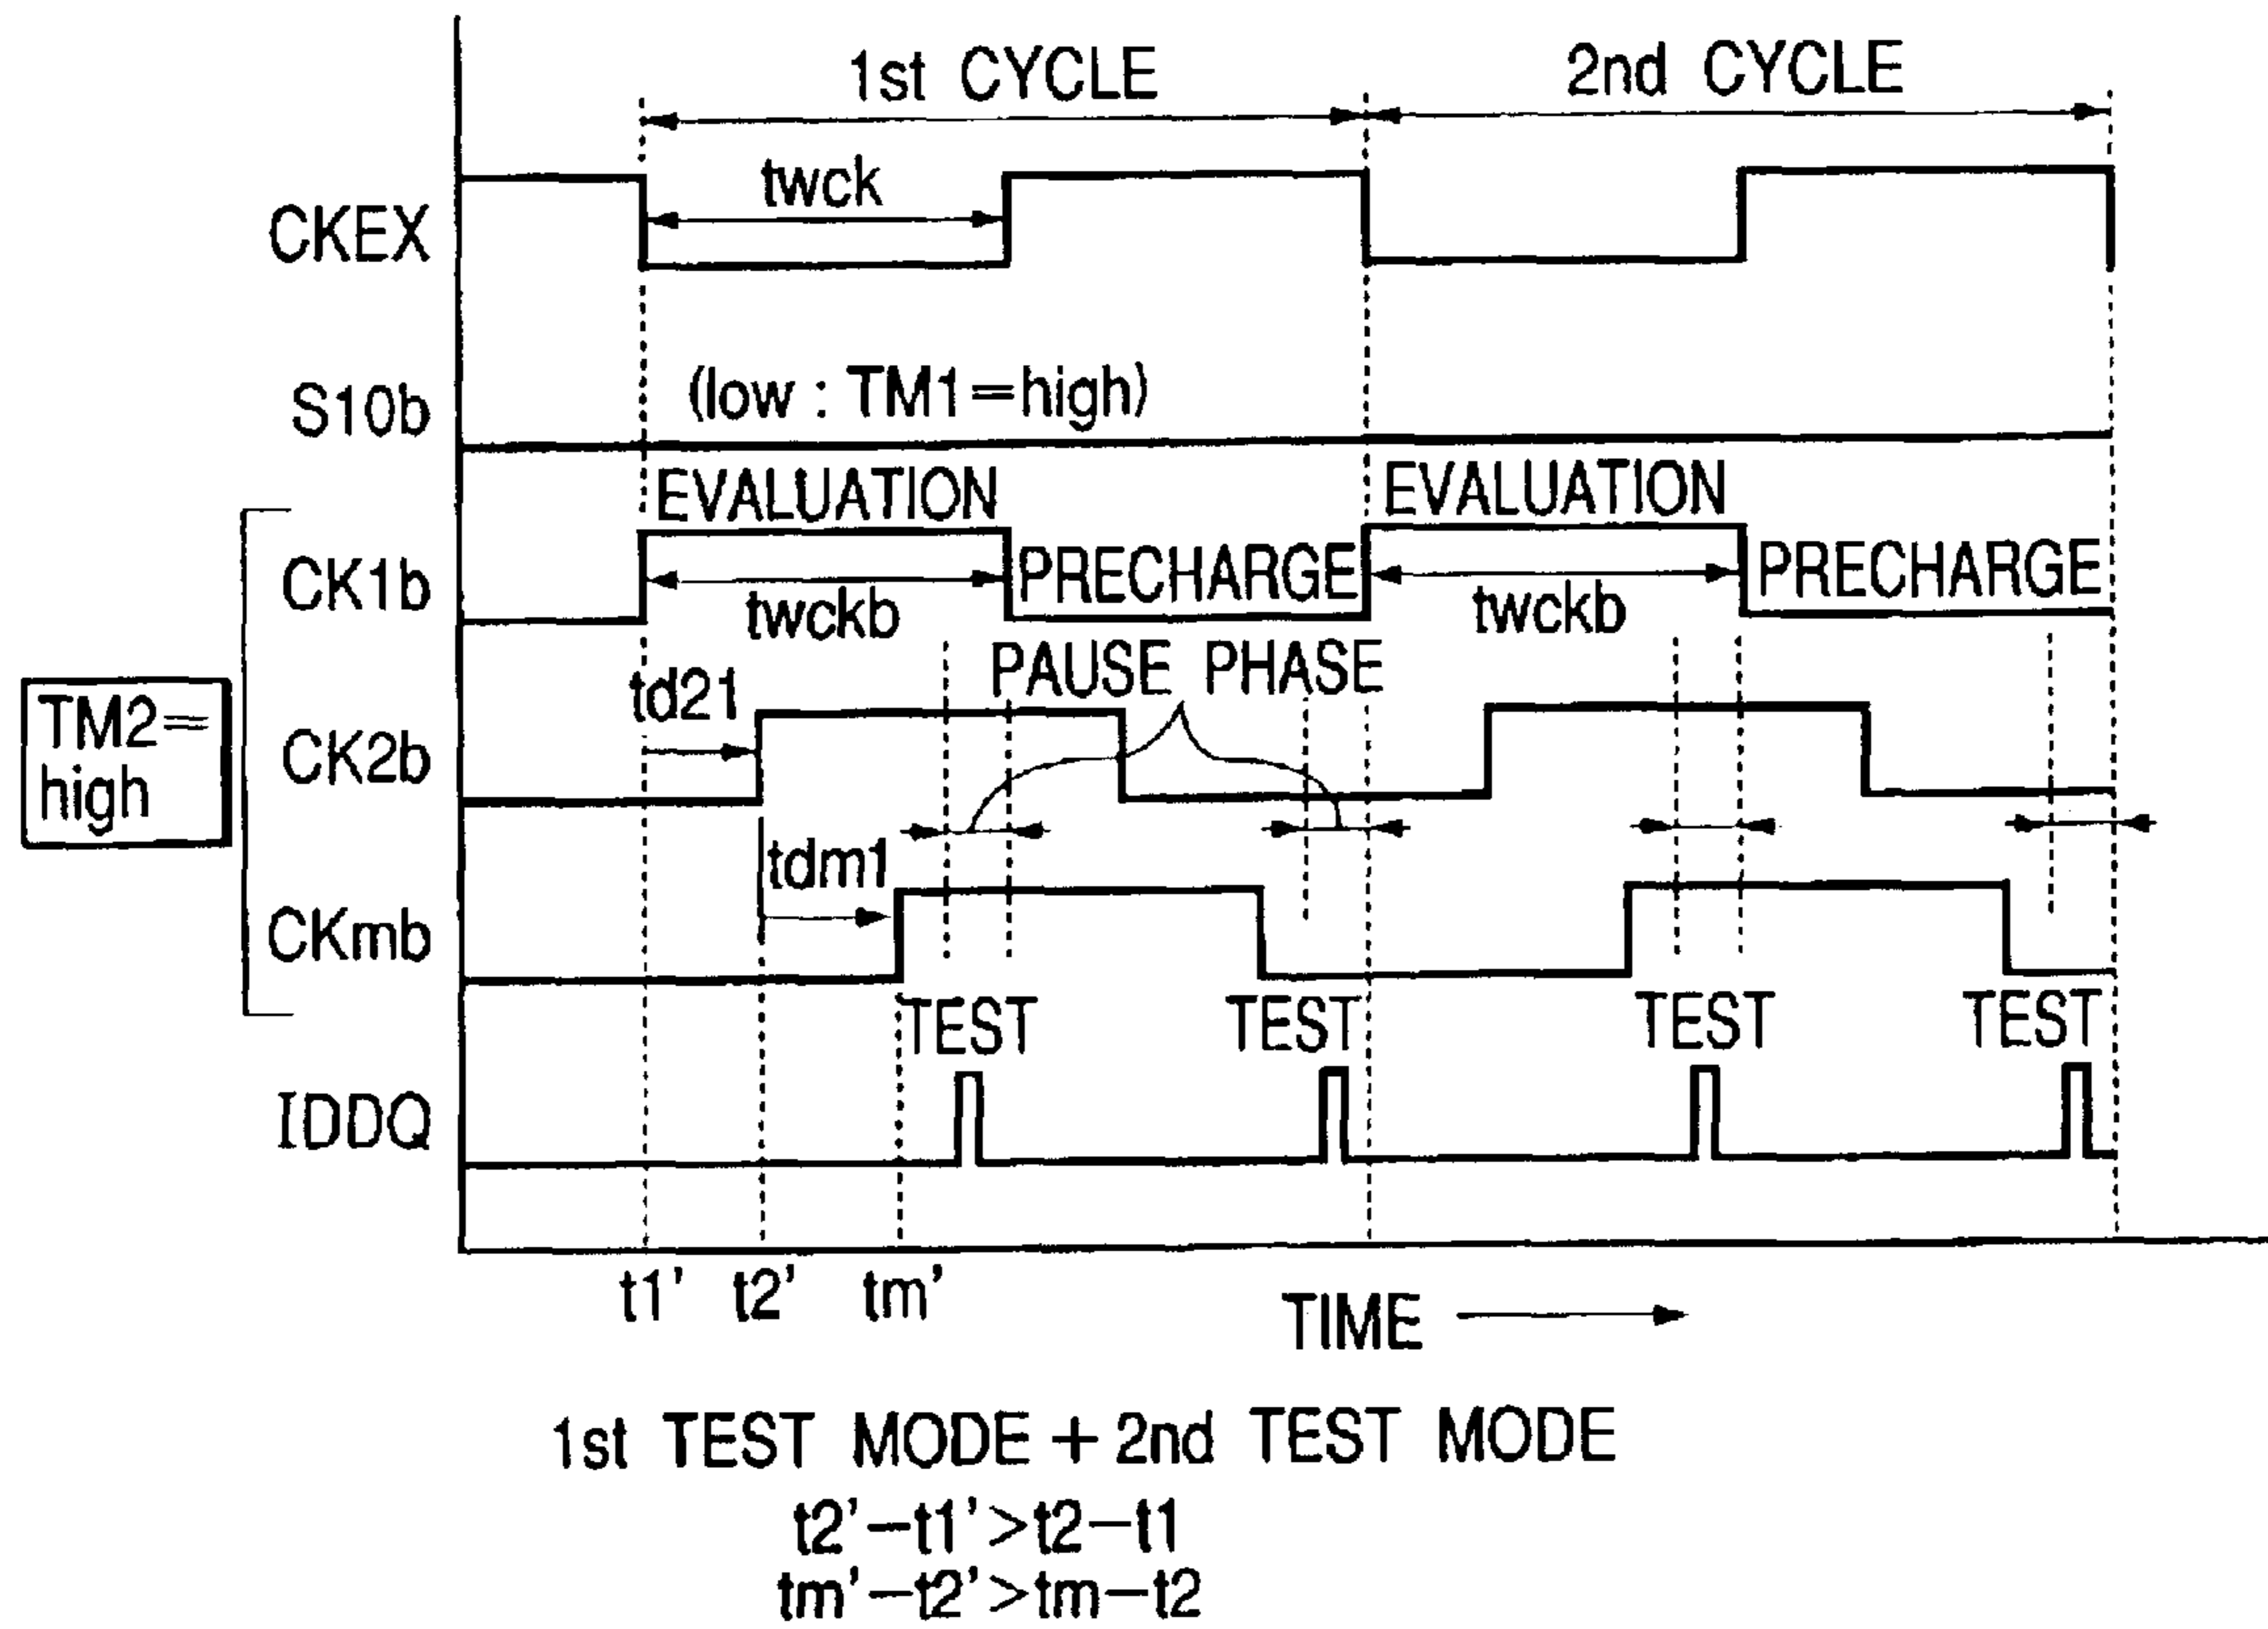 1st CYCLE
2nd CYCLE
twck
CKEX
(low : TM1=high)
S10b
EVALUATION
EVALUATION
CK1b
PRECHARGE
PRECHARGE
twckb
twckb
PAUSE PHASE
td21
TM2=
high
CK2b
tdm1
CKmb
TEST
TEST
TEST
TEST
IDDQ
t1'
t2'
tm'
TIME
1st TEST MODE+2nd TEST MODE
t2'−t1'>t2−t1
tm'−t2'>tm−t2